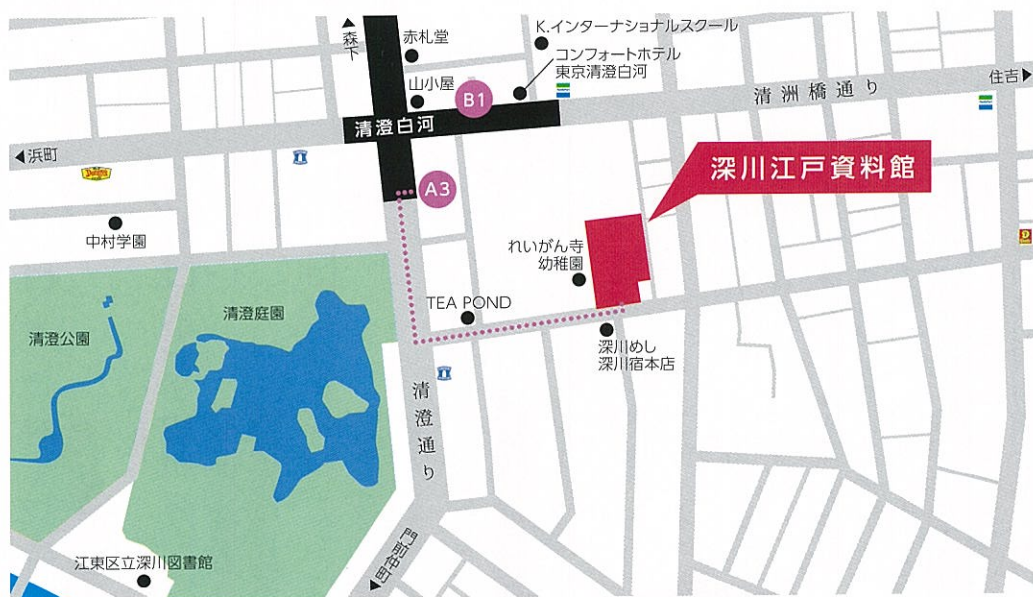 ▲森下
赤札堂
K.インターナショナルスクール
コンフォートホテル
東京清澄白河
住吉▶
山小屋
B1
清洲橋通り
清澄白河
◀浜町
深川江戸資料館
A3
中村学園
れいがん寺
幼稚園
TEA POND
清澄庭園
清澄公園
深川めし
深川宿本店
清澄通り
門前仲町▼
江東区立深川図書館